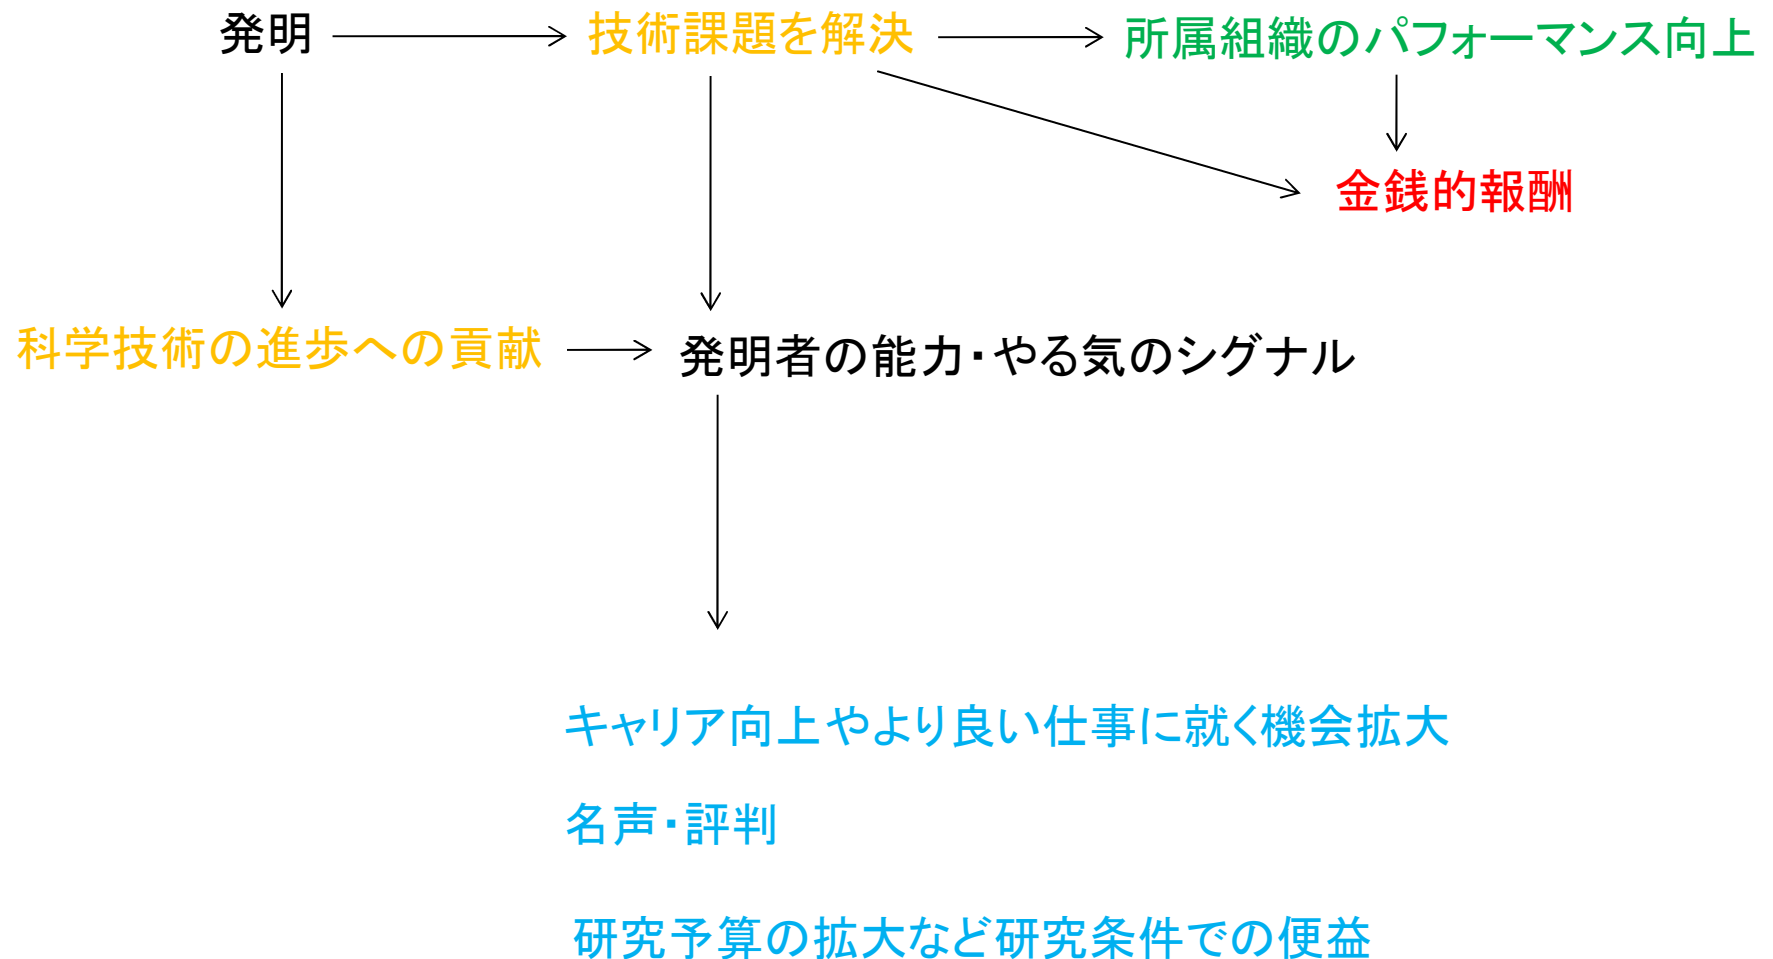 発明
技術課題を解決
所属組織のパフォーマンス向上
金銭的報酬
科学技術の進歩への貢献
発明者の能力・やる気のシグナル
キャリア向上やより良い仕事に就く機会拡大
名声・評判
研究予算の拡大など研究条件での便益